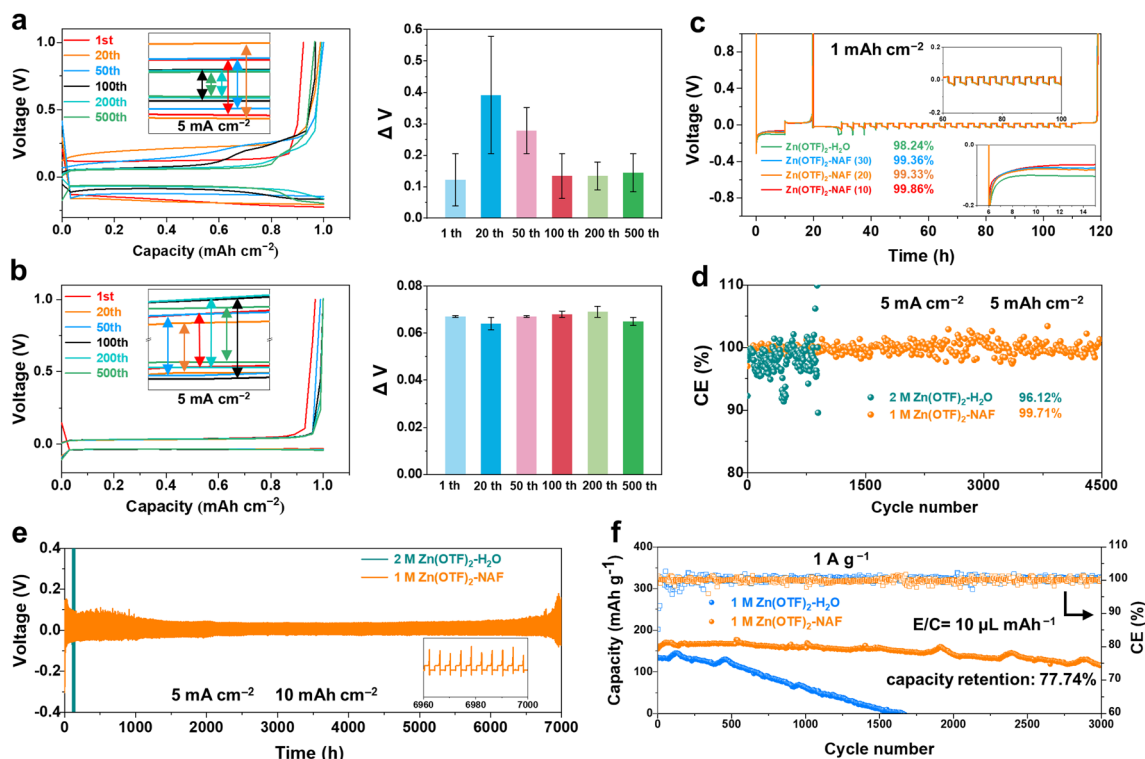 a
Voltage (V)
1.0
0.5
0.0
1st
20th
50th
100th
200th
500th
5 mA cm⁻²
0.0 0.2 0.4 0.6 0.8 1.0
Capacity (mAh cm⁻²)
Δ V
0.6
0.5
0.4
0.3
0.2
0.1
0.0
1 th 20 th 50 th 100 th 200 th 500 th
c
Voltage (V)
0.8
0.4
0.0
-0.4
-0.8
1 mAh cm⁻²
0.2
0.0
-0.2
60 80 100
Zn(OTF)₂-H₂O 98.24%
Zn(OTF)₂-NAF (30) 99.36%
Zn(OTF)₂-NAF (20) 99.33%
Zn(OTF)₂-NAF (10) 99.86%
0.0
-0.2
6 8 10 12 14
0 20 40 60 80 100 120
Time (h)
b
Voltage (V)
1.0
0.5
0.0
1st
20th
50th
100th
200th
500th
5 mA cm⁻²
0.0 0.2 0.4 0.6 0.8 1.0
Capacity (mAh cm⁻²)
Δ V
0.08
0.06
0.04
0.02
0.00
1 th 20 th 50 th 100 th 200 th 500 th
d
CE (%)
110
100
90
80
5 mA cm⁻² 5 mAh cm⁻²
2 M Zn(OTF)₂-H₂O 96.12%
1 M Zn(OTF)₂-NAF 99.71%
0 1500 3000 4500
Cycle number
e
Voltage (V)
0.4
0.2
0.0
-0.2
-0.4
2 M Zn(OTF)₂-H₂O
1 M Zn(OTF)₂-NAF
5 mA cm⁻² 10 mAh cm⁻²
6960 6980 7000
0 1000 2000 3000 4000 5000 6000 7000
Time (h)
f
Capacity (mAh g⁻¹)
400
350
300
250
200
150
100
50
0
1 A g⁻¹
1 M Zn(OTF)₂-H₂O
1 M Zn(OTF)₂-NAF
E/C= 10 μL mAh⁻¹
capacity retention: 77.74%
110
100
90
80
70
60
CE (%)
0 500 1000 1500 2000 2500 3000
Cycle number